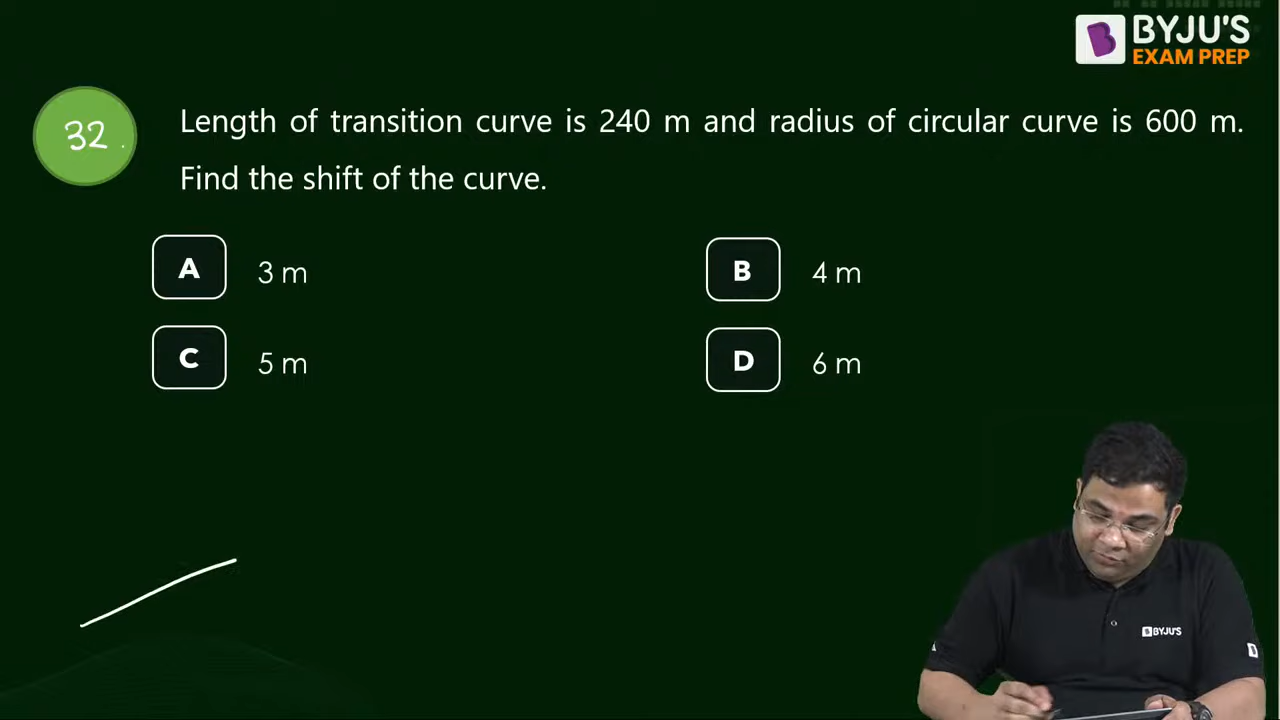 BYJU'S
EXAM PREP
32.
Length of transition curve is 240 m and radius of circular curve is 600 m.
Find the shift of the curve.
A 3 m
B 4 m
C 5 m
D 6 m
BYJU'S